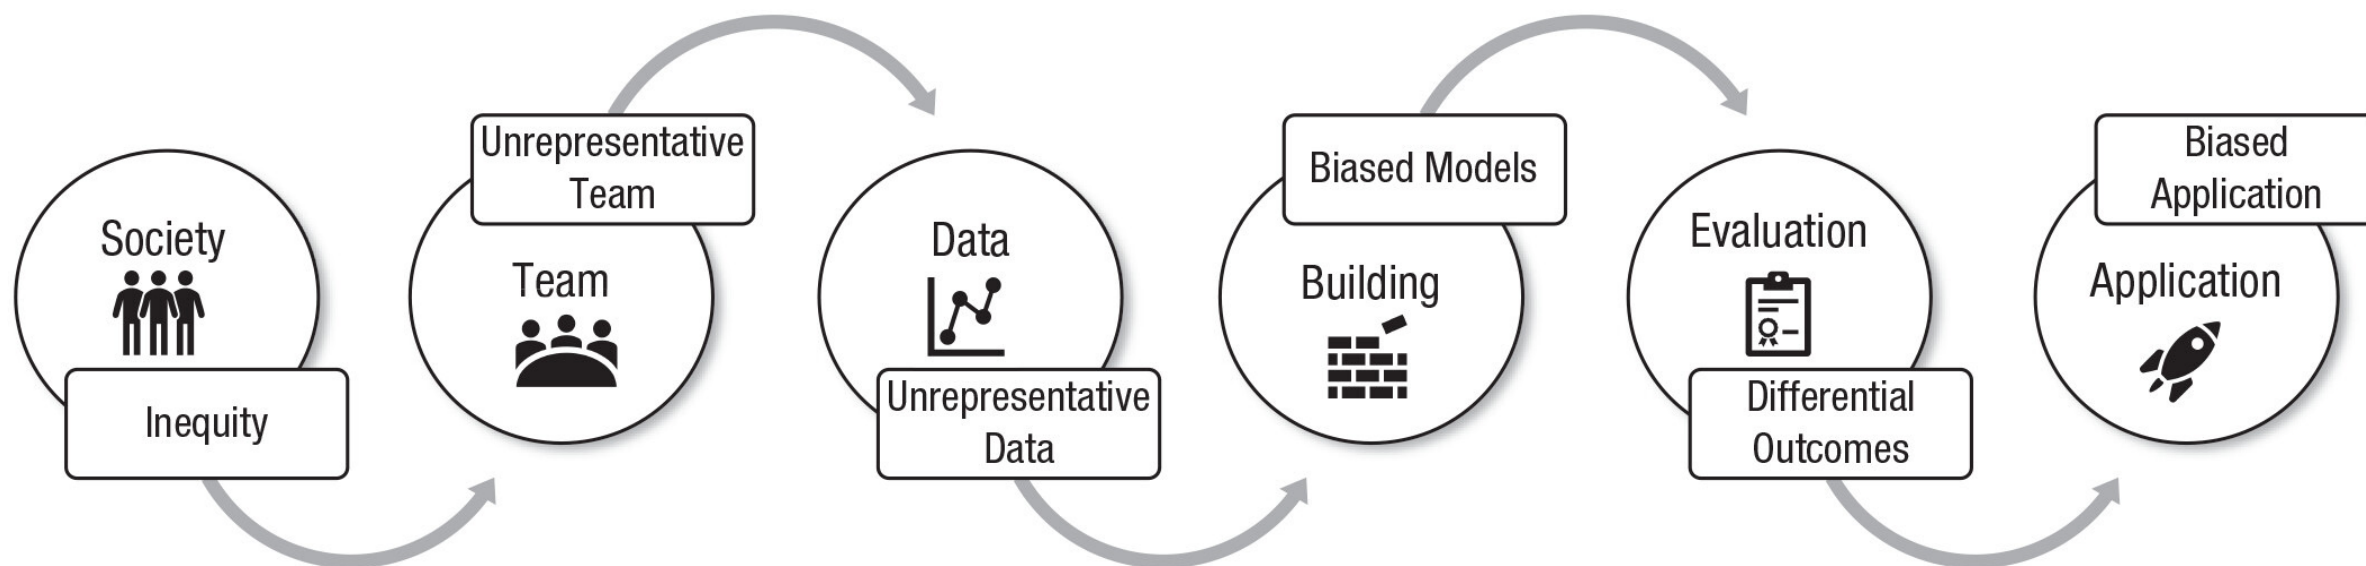 Society
Inequity
Unrepresentative
Team
Team
Data
Unrepresentative
Data
Biased Models
Building
Evaluation
Differential
Outcomes
Biased
Application
Application